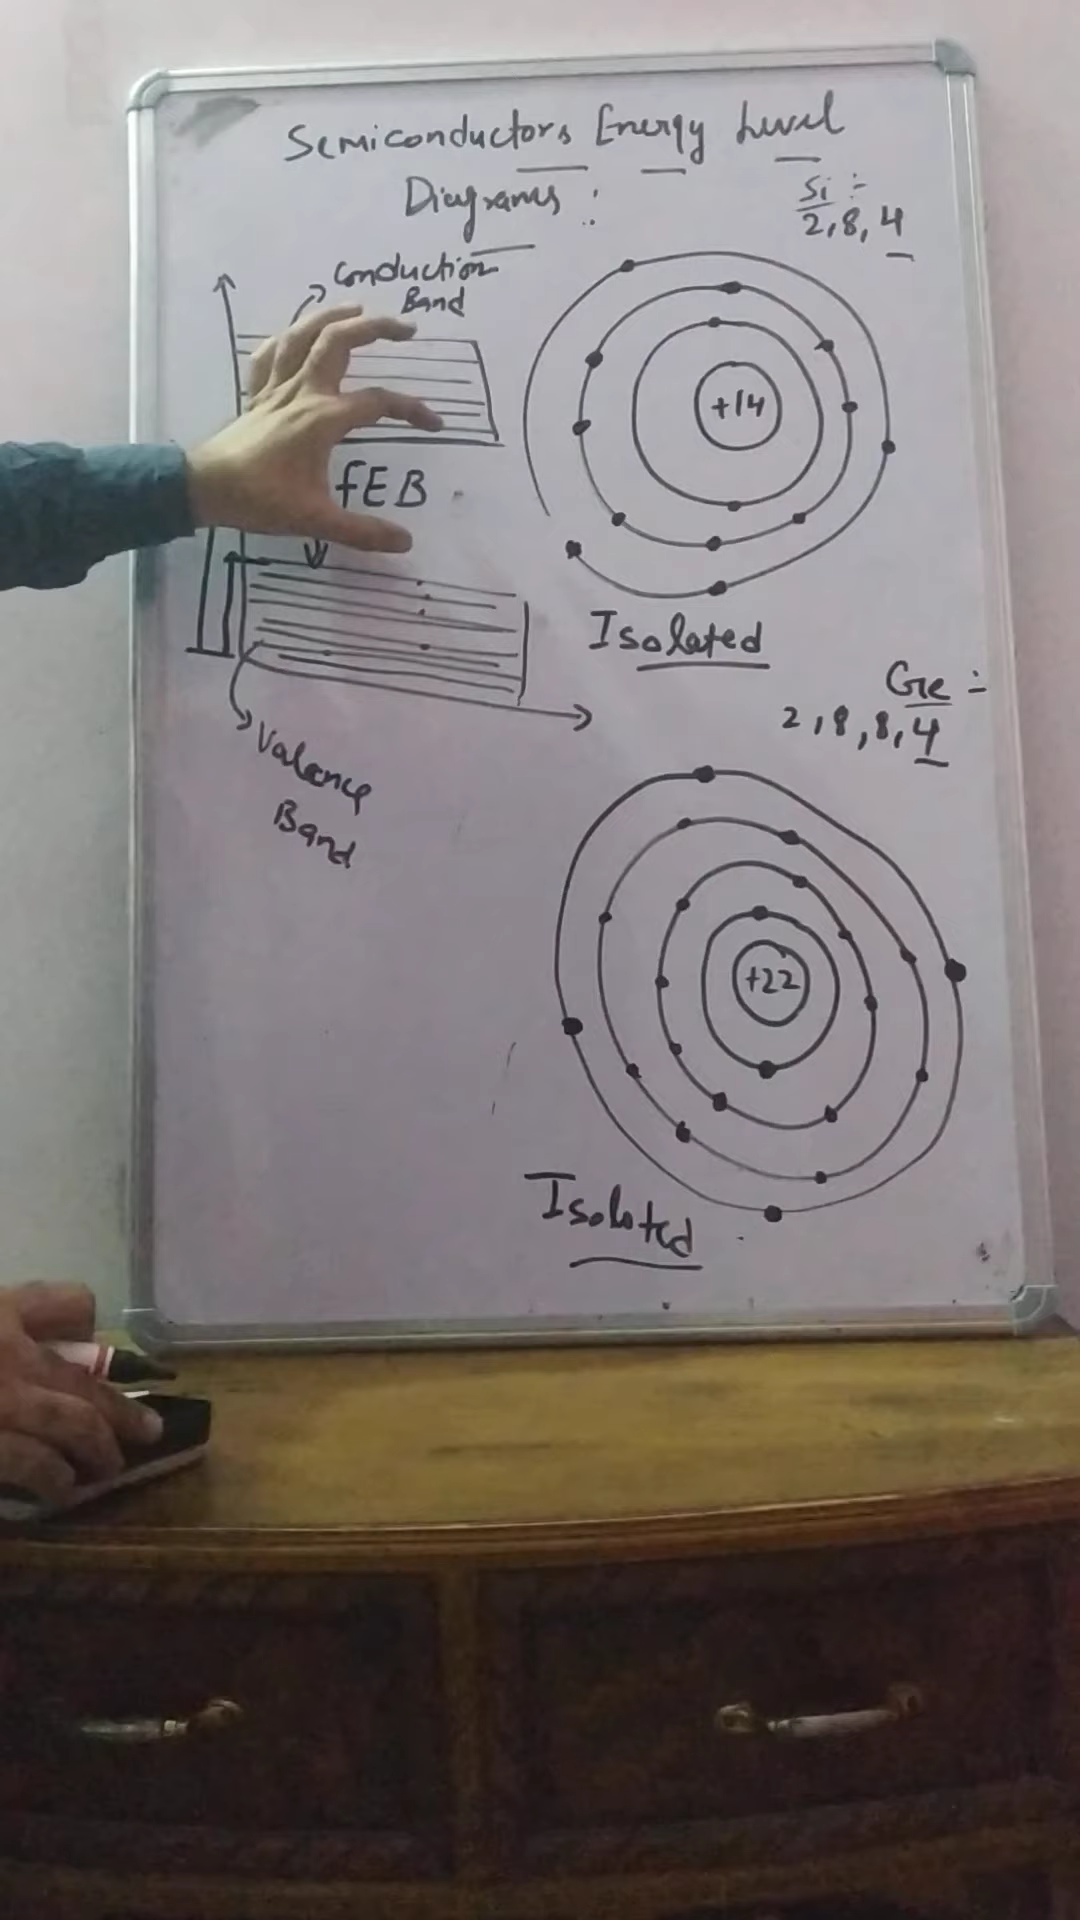 Semiconductors Energy Level
Diagrams :
Si :-
2,8,4
Conduction
Band
+14
fEB
Isolated
Ge :-
2,8,8,4
Valence
Band
+22
Isolated